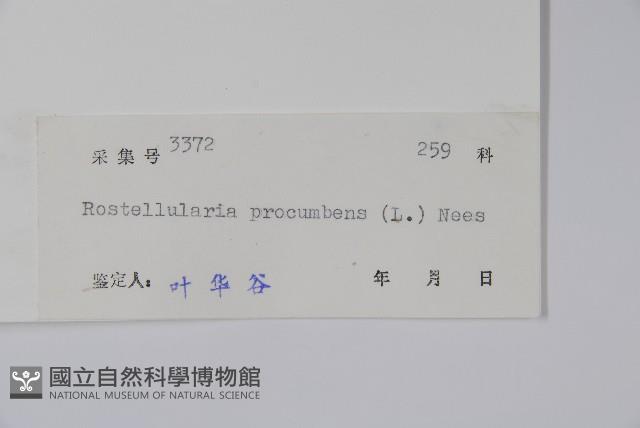 采集号 3372 259 科
Rostellularia procumbens (L.) Nees
鉴定人: 叶华谷 年 月 日
國立自然科學博物館
NATIONAL MUSEUM OF NATURAL SCIENCE